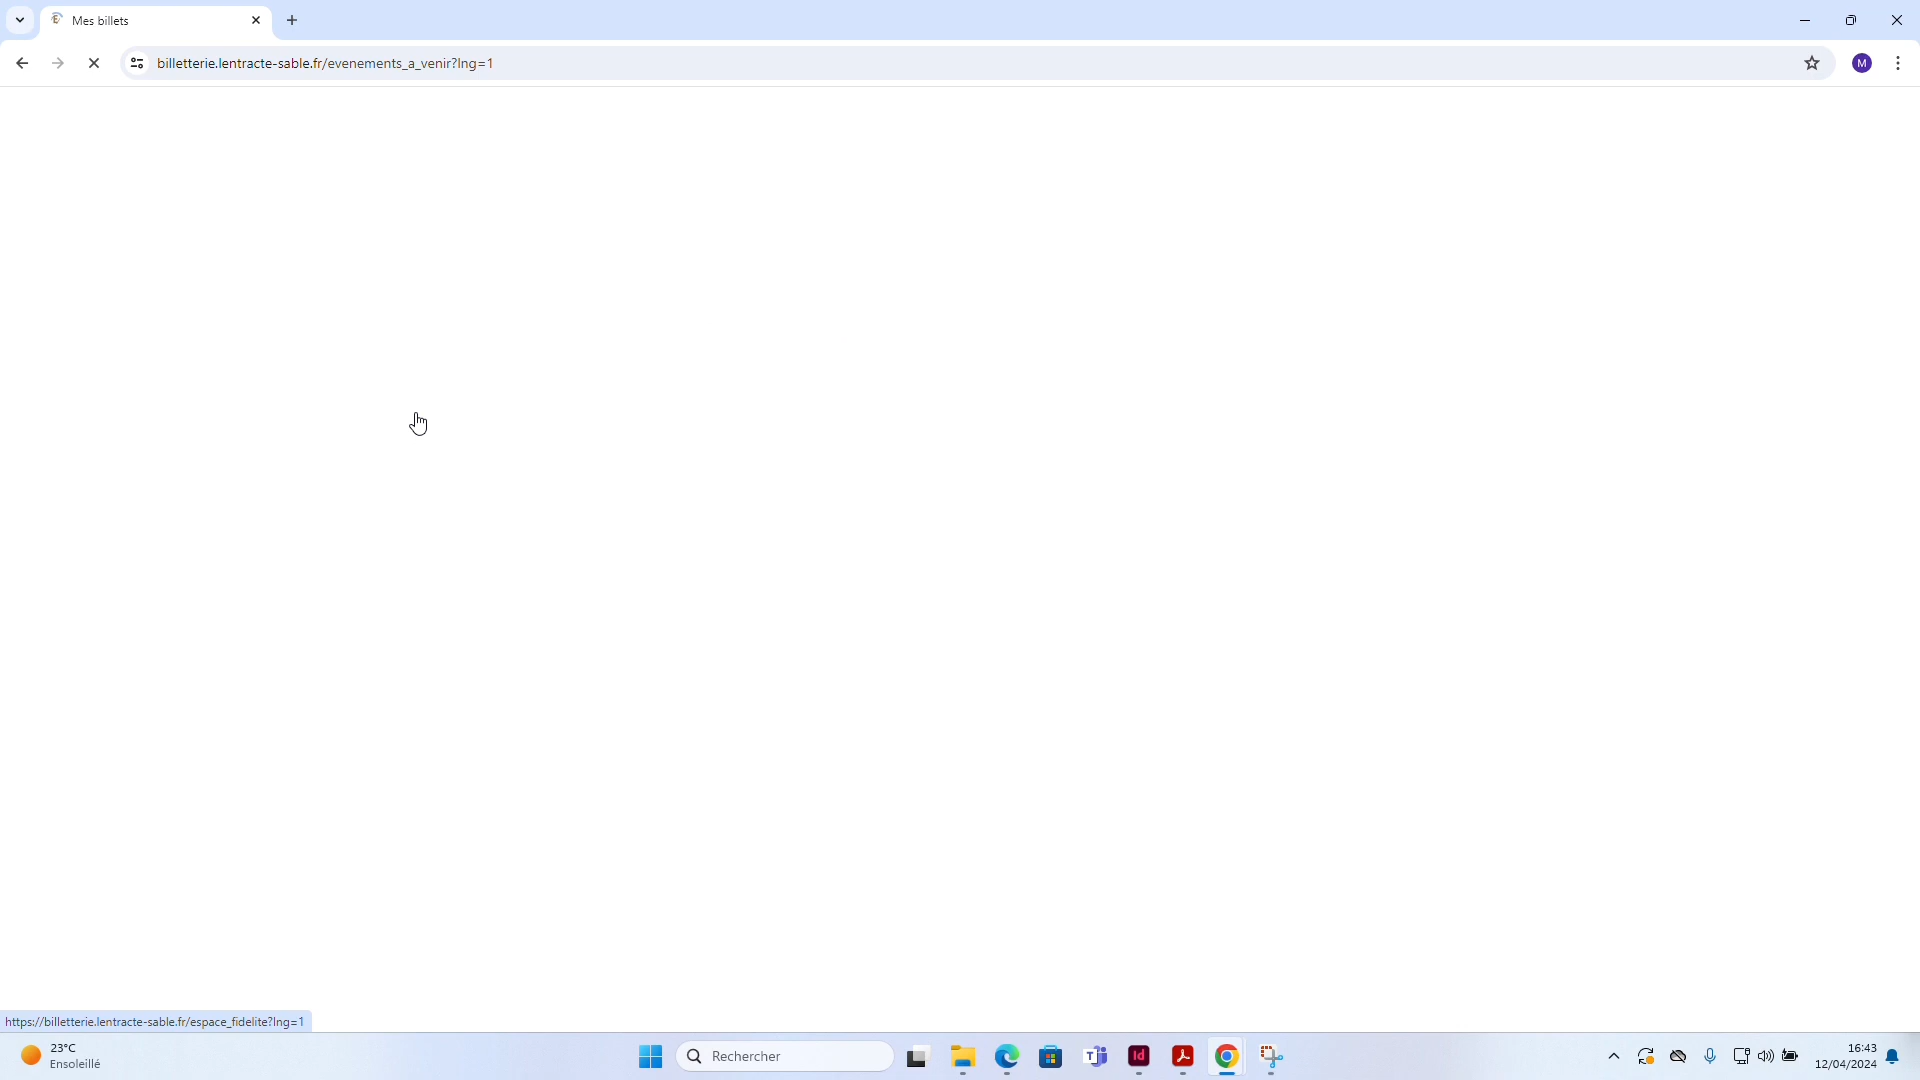 Mes billets
billetterie.lentracte-sable.fr/evenements_a_venir?lng=1
M
https://billetterie.lentracte-sable.fr/espace_fidelite?lng=1
23°C
Ensoleillé
Rechercher
16:43
12/04/2024